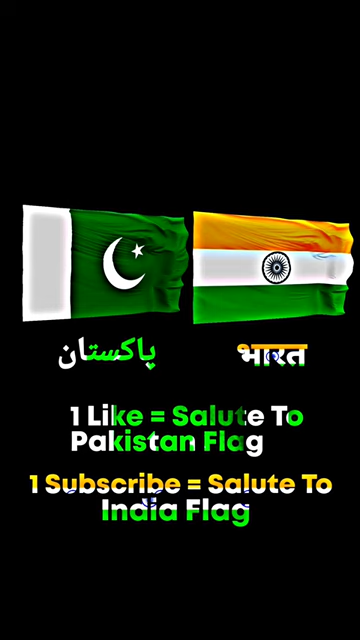 پاکستان
भारत
1 Like = Salute To
Pakistan Flag
1 Subscribe = Salute To
India Flag